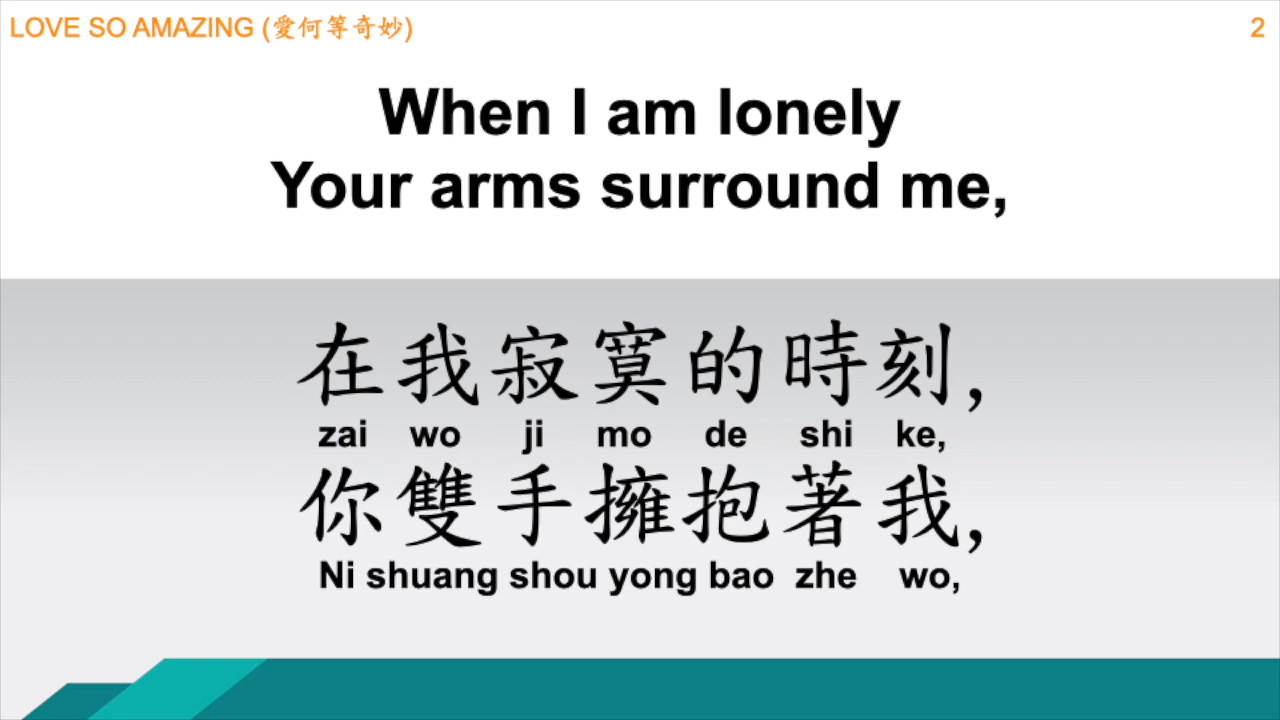 LOVE SO AMAZING (愛何等奇妙)
2
When I am lonely
Your arms surround me,
在我寂寞的時刻,
zai wo ji mo de shi ke,
你雙手擁抱著我,
Ni shuang shou yong bao zhe wo,